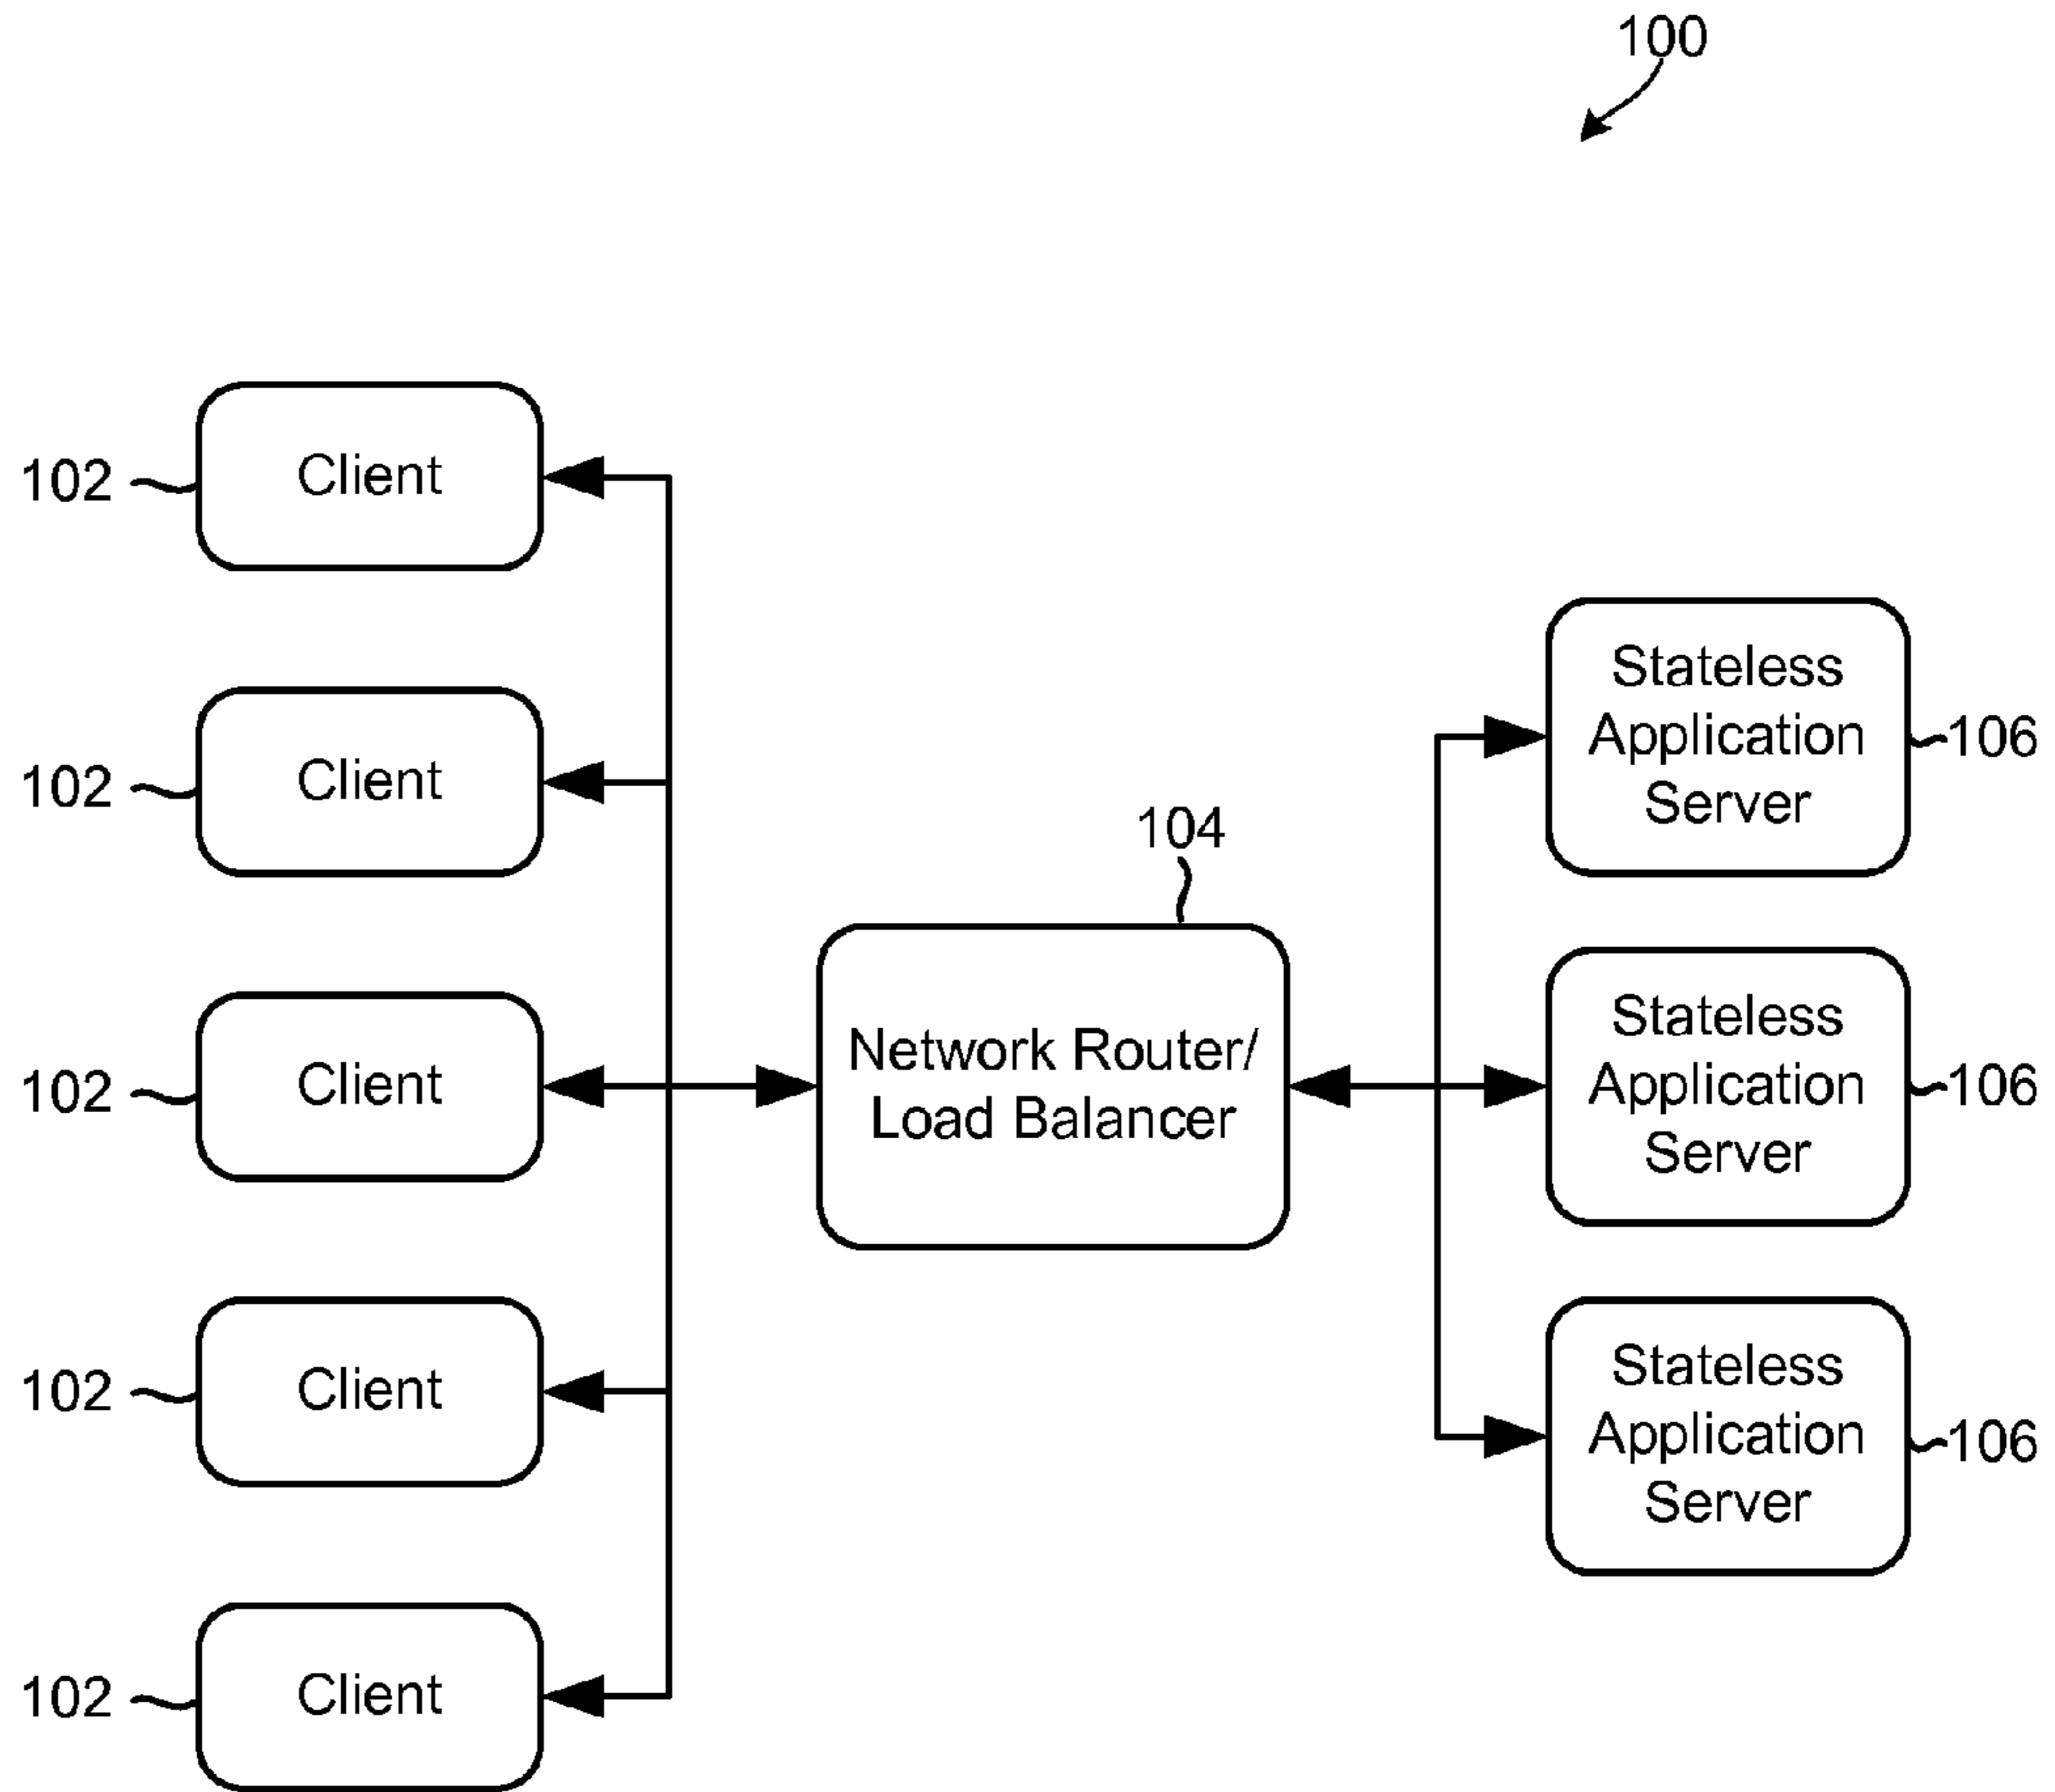 100
102
Client
102
Client
102
Client
102
Client
102
Client
104
Network Router/
Load Balancer
Stateless
Application
Server
106
Stateless
Application
Server
106
Stateless
Application
Server
106